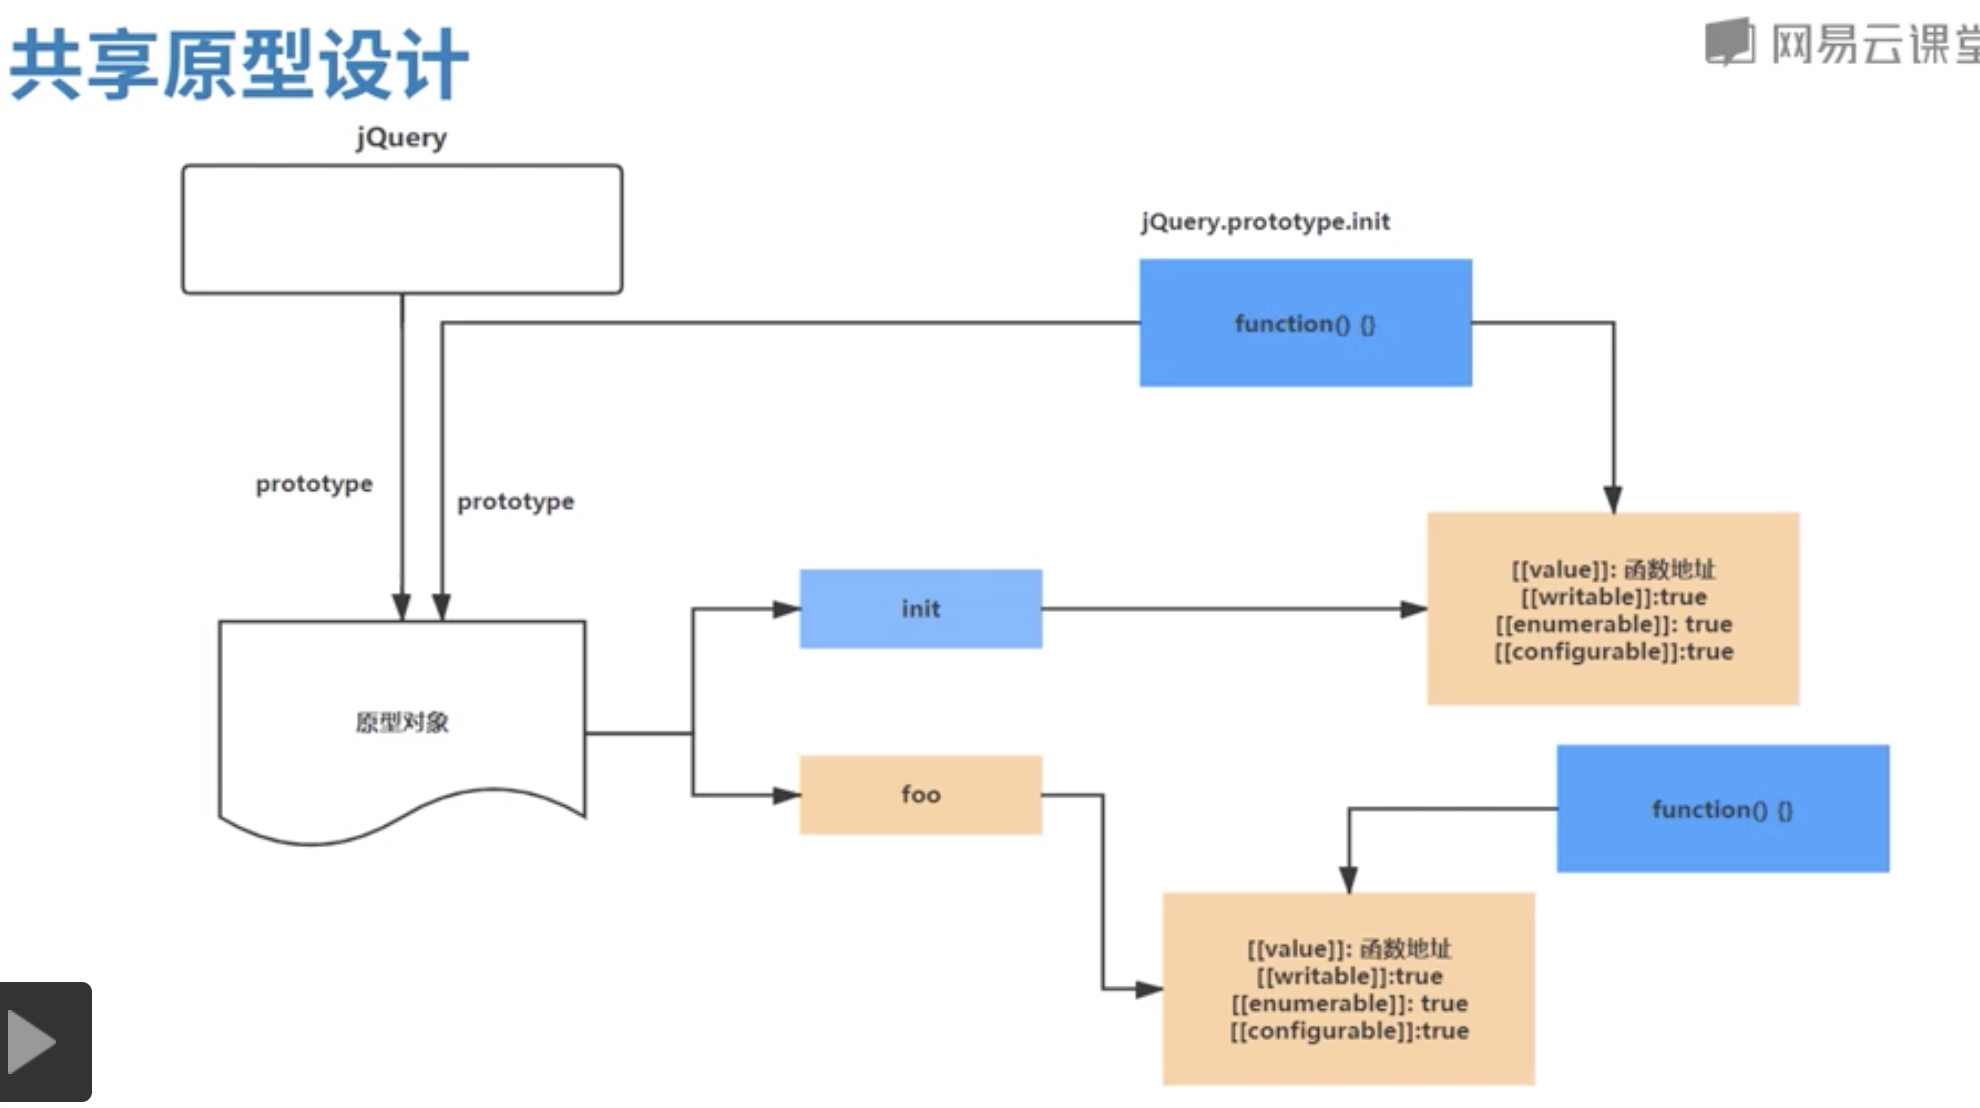 共享原型设计
网易云课堂
jQuery
jQuery.prototype.init
function() {}
prototype
prototype
[[value]]: 函数地址
[[writable]]:true
[[enumerable]]: true
[[configurable]]:true
init
原型对象
foo
function() {}
[[value]]: 函数地址
[[writable]]:true
[[enumerable]]: true
[[configurable]]:true